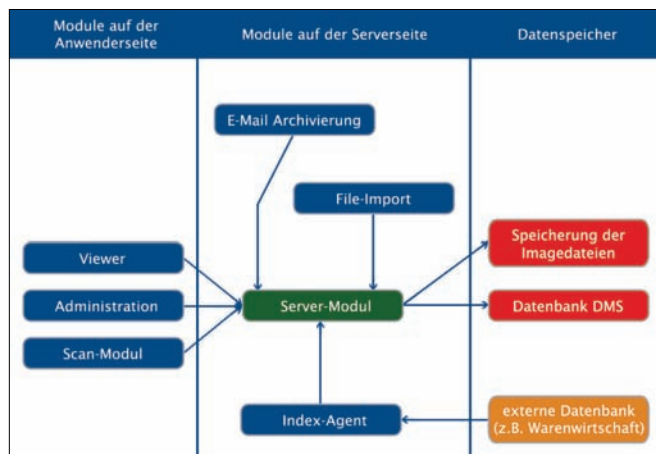 Module auf der
Anwenderseite
Module auf der Serverseite
Datenspeicher
E-Mail Archivierung
File-Import
Viewer
Administration
Scan-Modul
Server-Modul
Speicherung der
Imagedateien
Datenbank DMS
Index-Agent
externe Datenbank
(z.B. Warenwirtschaft)